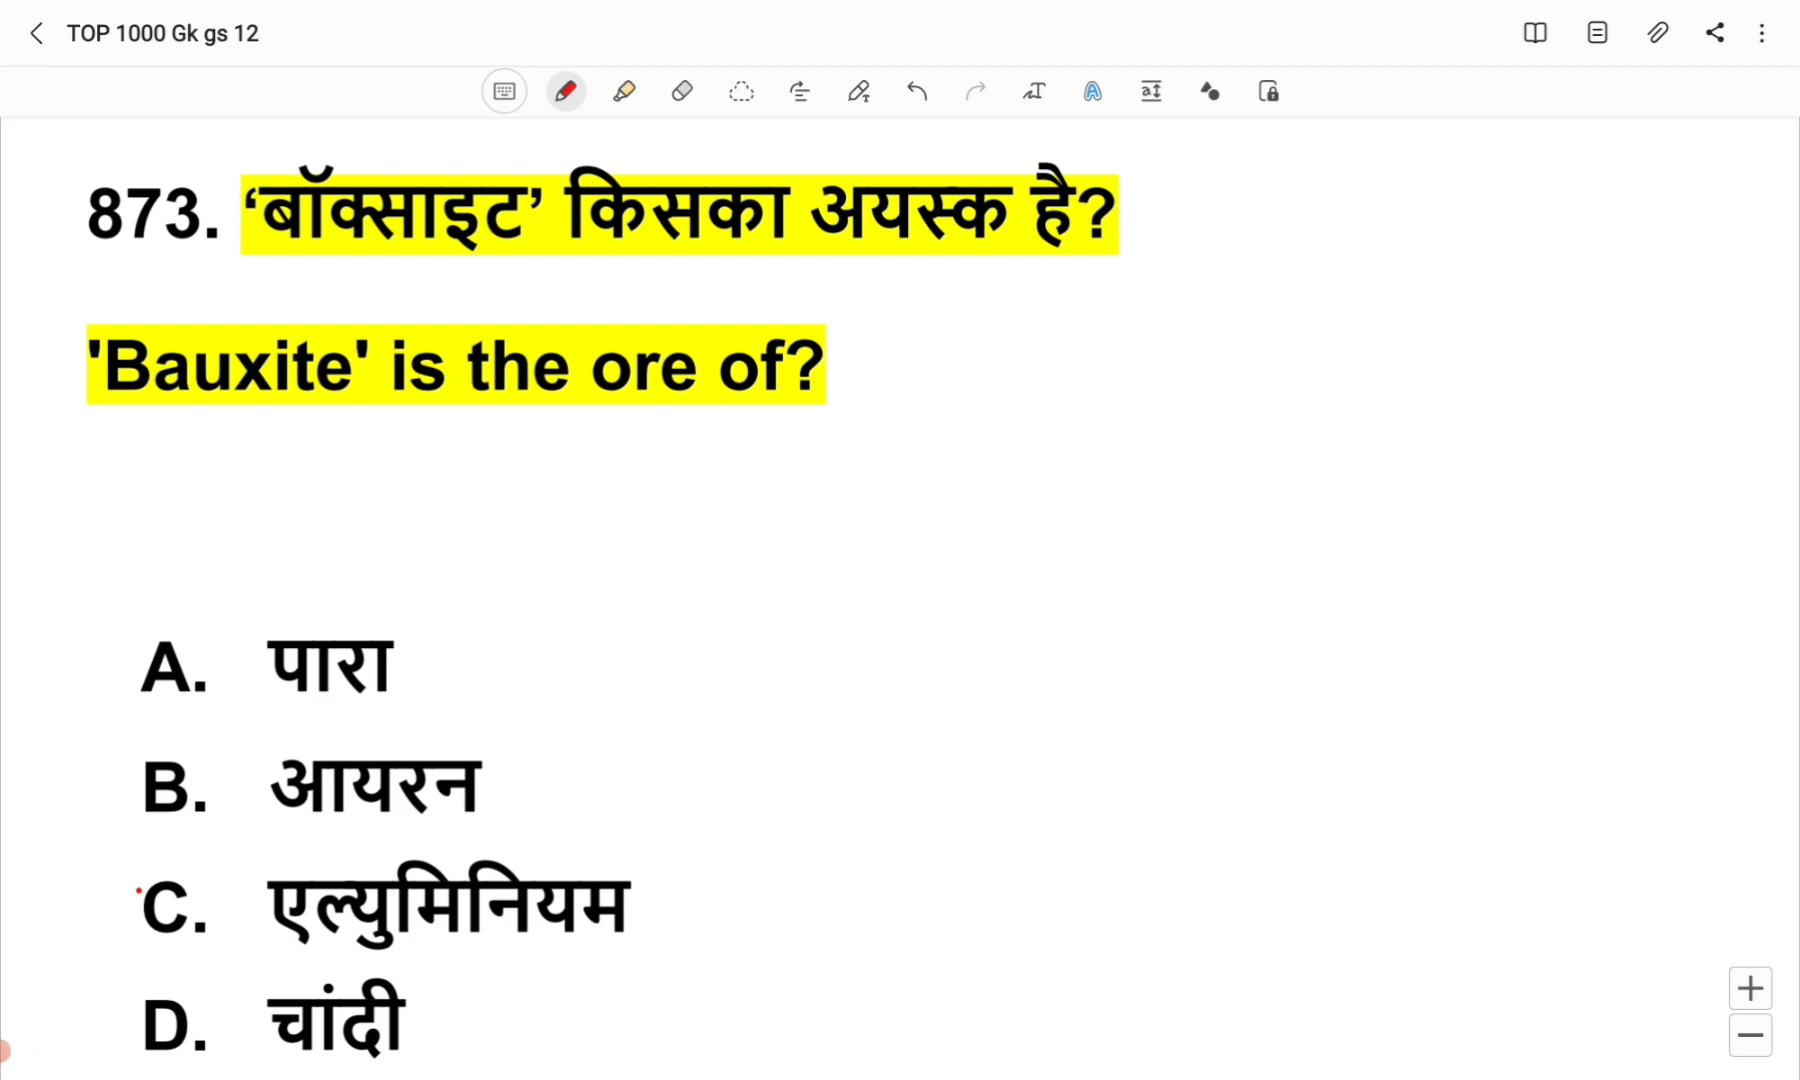 TOP 1000 Gk gs 12
873. ‘बॉक्साइट’ किसका अयस्क है?
'Bauxite' is the ore of?
A. पारा
B. आयरन
C. एल्युमिनियम
D. चांदी